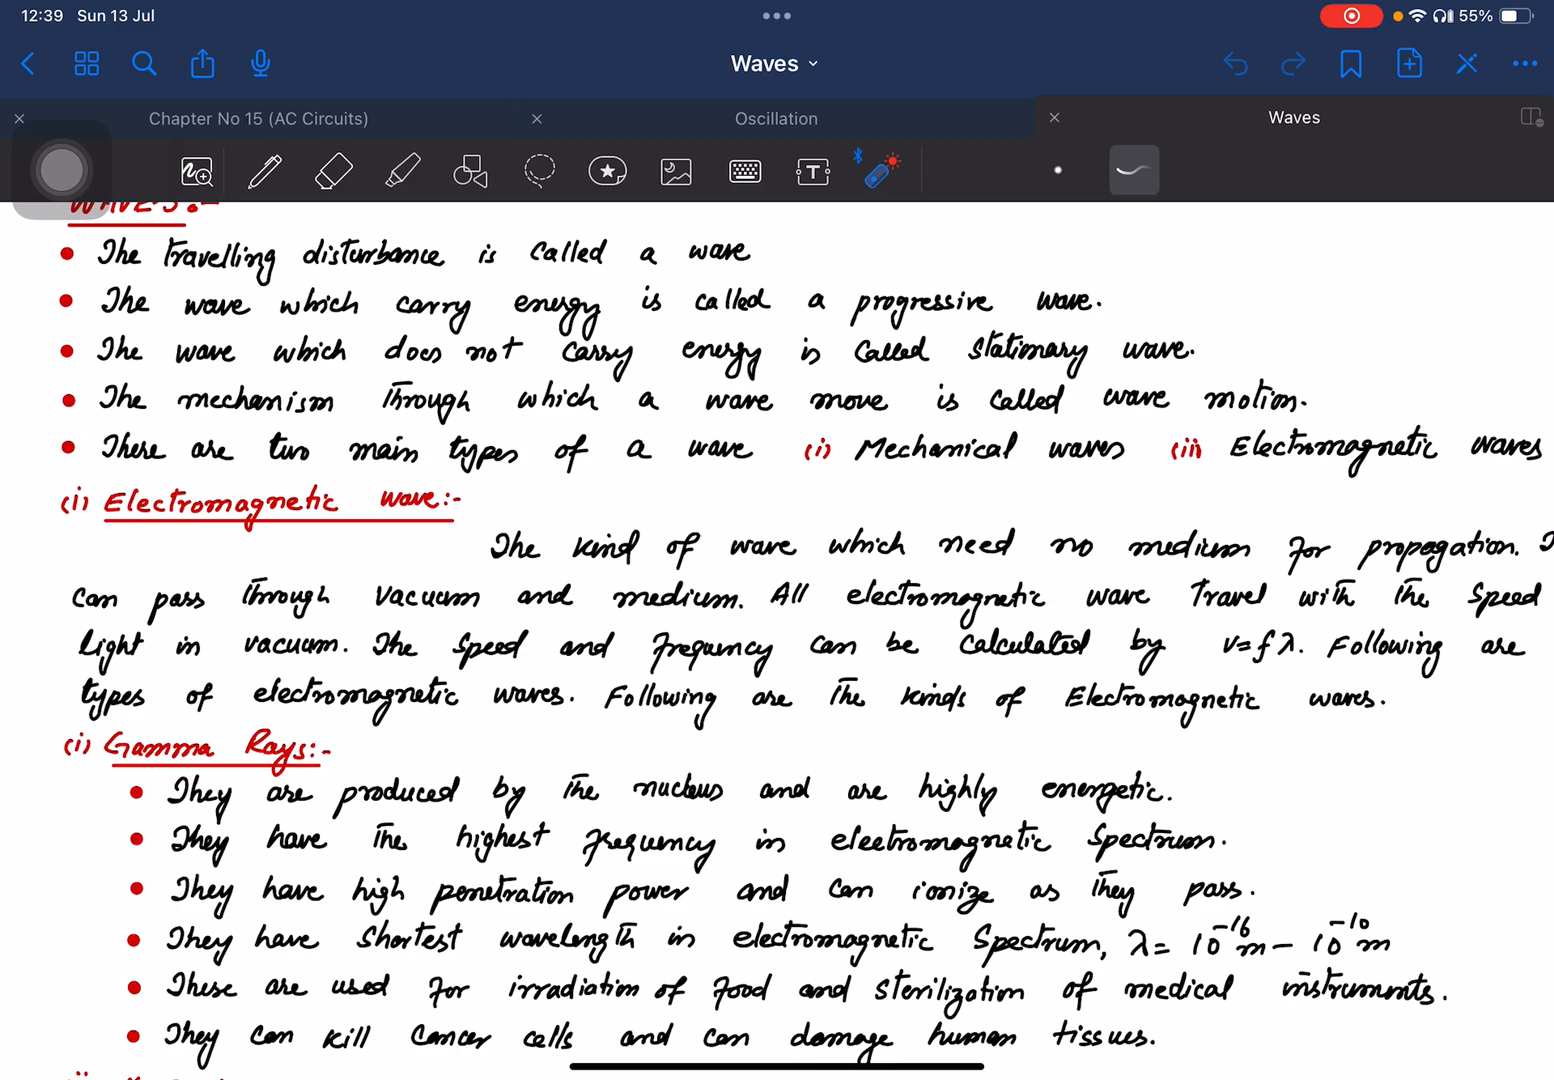 12:39 Sun 13 Jul
55%
Waves
Chapter No 15 (AC Circuits)
Oscillation
Waves
T
WAVES:-
The travelling disturbance is called a wave
The wave which carry energy is called a progressive wave.
The wave which does not carry energy is called stationary wave.
The mechanism through which a wave move is called wave motion.
There are two main types of a wave (i) Mechanical waves (ii) Electromagnetic waves
(i) Electromagnetic wave:-
The kind of wave which need no medium for propagation.
can pass through vacuum and medium. All electromagnetic wave travel with the speed
light in vacuum. The speed and frequency can be calculated by v=fλ. Following are
types of electromagnetic waves. Following are the kinds of Electromagnetic waves.
(i) Gamma Rays:-
They are produced by the nucleus and are highly energetic.
They have the highest frequency in electromagnetic spectrum.
They have high penetration power and can ionize as they pass.
They have shortest wavelength in electromagnetic spectrum, λ= 10⁻¹⁶m – 10⁻¹⁰m
These are used for irradiation of food and sterilization of medical instruments.
They can kill cancer cells and can damage human tissues.